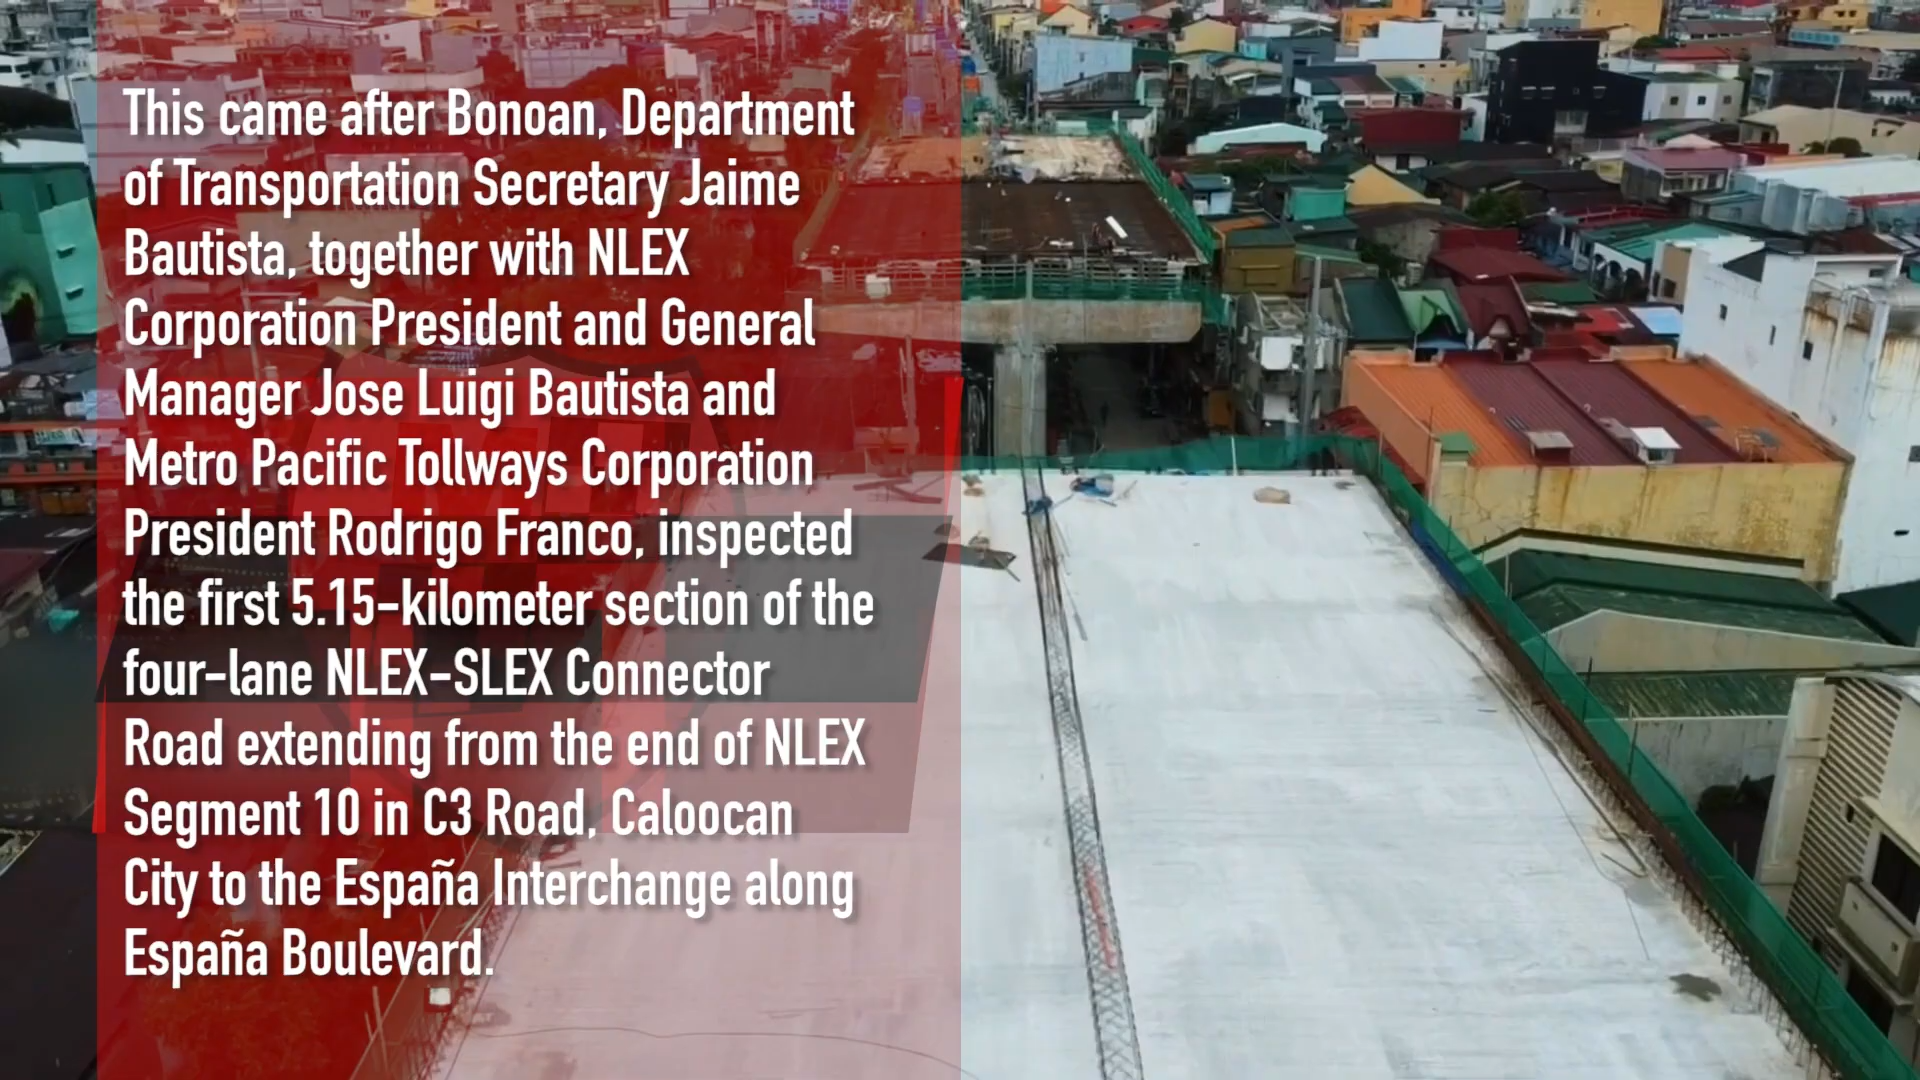 This came after Bonoan, Department
of Transportation Secretary Jaime
Bautista, together with NLEX
Corporation President and General
Manager Jose Luigi Bautista and
Metro Pacific Tollways Corporation
President Rodrigo Franco, inspected
the first 5.15-kilometer section of the
four-lane NLEX-SLEX Connector
Road extending from the end of NLEX
Segment 10 in C3 Road, Caloocan
City to the España Interchange along
España Boulevard.